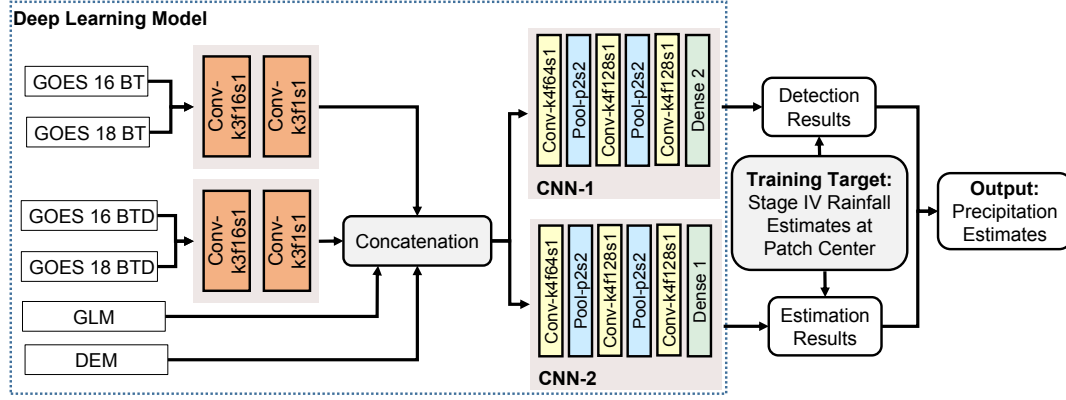 Deep Learning Model
GOES 16 BT
GOES 18 BT
Conv-
k3f16s1
Conv-
k3f1s1
GOES 16 BTD
GOES 18 BTD
Conv-
k3f16s1
Conv-
k3f1s1
GLM
DEM
Concatenation
Conv-k4f64s1
Pool-p2s2
Conv-k4f128s1
Pool-p2s2
Conv-k4f128s1
Dense 2
CNN-1
Conv-k4f64s1
Pool-p2s2
Conv-k4f128s1
Pool-p2s2
Conv-k4f128s1
Dense 1
CNN-2
Detection
Results
Training Target:
Stage IV Rainfall
Estimates at
Patch Center
Estimation
Results
Output:
Precipitation
Estimates